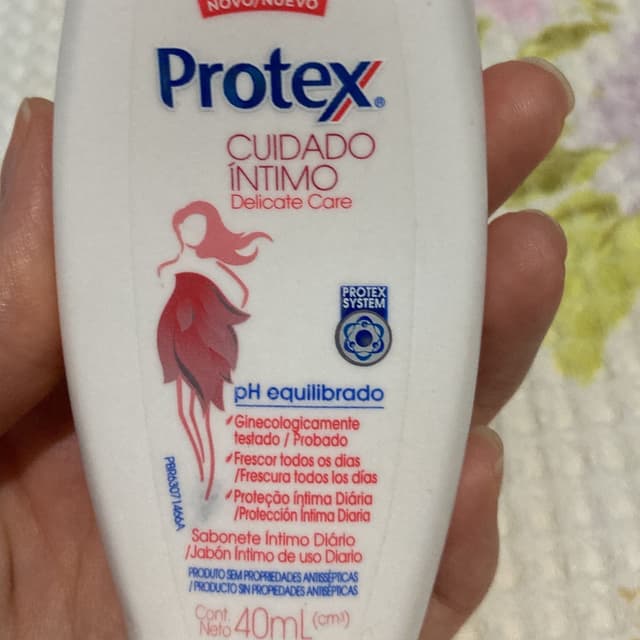 NOVO/NUEVO
Protex®
CUIDADO
ÍNTIMO
Delicate Care
PROTEX
SYSTEM
pH equilibrado
Ginecologicamente
testado / Probado
Frescor todos os dias
/Frescura todos los días
Proteção Íntima Diária
/Protección Íntima Diaria
PBR63071466A
Sabonete Íntimo Diário
/Jabón Íntimo de uso Diario
PRODUTO SEM PROPRIEDADES ANTISSÉPTICAS
/ PRODUCTO SIN PROPIEDADES ANTISÉPTICAS
Cont.
Neto 40mL (cm³)